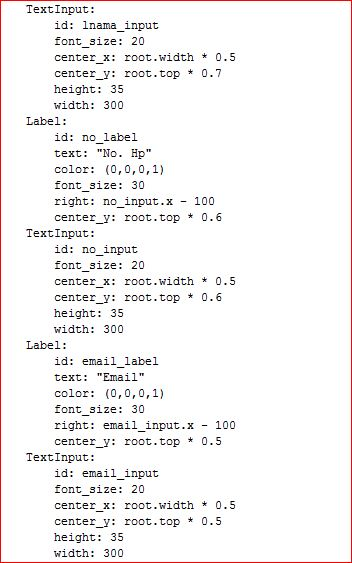 TextInput:
    id: lnama_input
    font_size: 20
    center_x: root.width * 0.5
    center_y: root.top * 0.7
    height: 35
    width: 300
Label:
    id: no_label
    text: "No. Hp"
    color: (0,0,0,1)
    font_size: 30
    right: no_input.x - 100
    center_y: root.top * 0.6
TextInput:
    id: no_input
    font_size: 20
    center_x: root.width * 0.5
    center_y: root.top * 0.6
    height: 35
    width: 300
Label:
    id: email_label
    text: "Email"
    color: (0,0,0,1)
    font_size: 30
    right: email_input.x - 100
    center_y: root.top * 0.5
TextInput:
    id: email_input
    font_size: 20
    center_x: root.width * 0.5
    center_y: root.top * 0.5
    height: 35
    width: 300